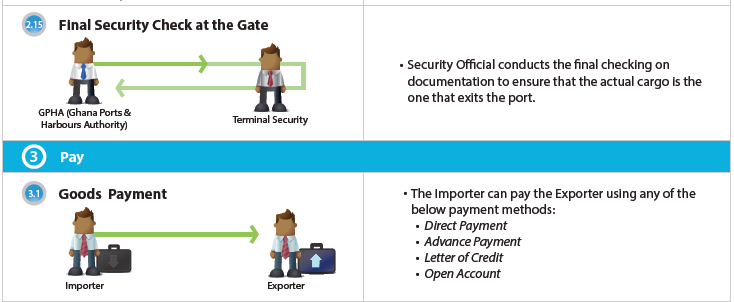 2.15 Final Security Check at the Gate
GPHA (Ghana Ports &
Harbours Authority)
Terminal Security
• Security Official conducts the final checking on
documentation to ensure that the actual cargo is the
one that exits the port.
3 Pay
3.1 Goods Payment
Importer
Exporter
• The Importer can pay the Exporter using any of the
below payment methods:
• Direct Payment
• Advance Payment
• Letter of Credit
• Open Account